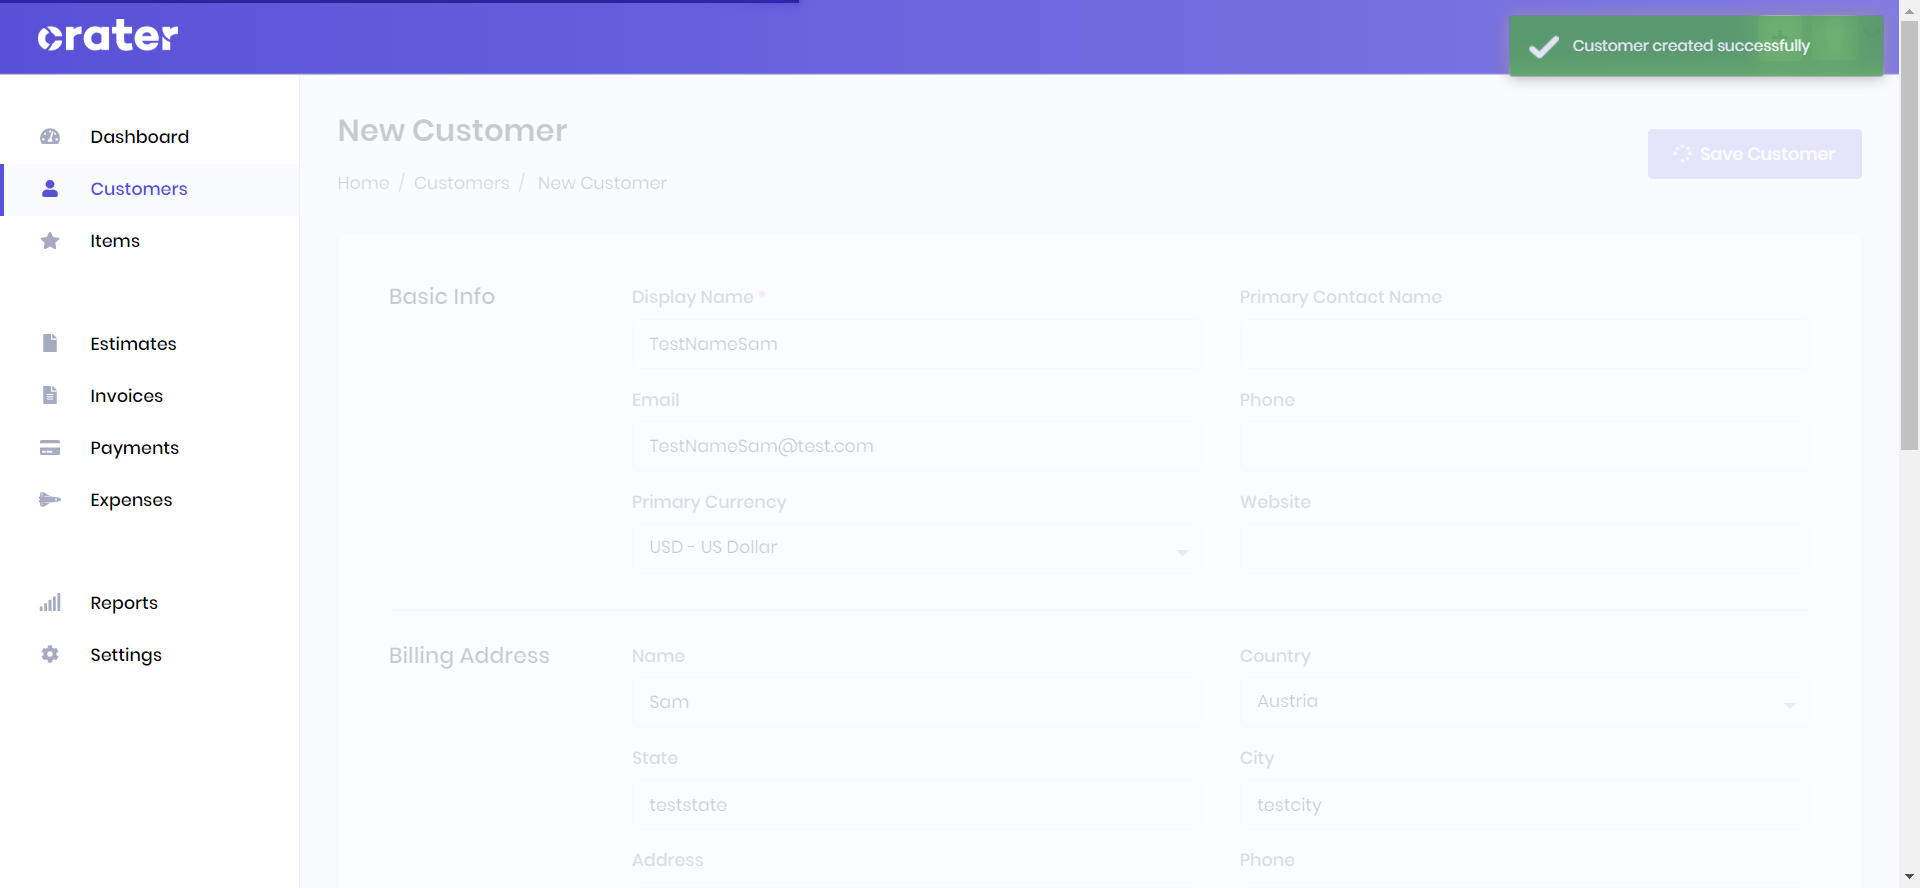 crater
Customer created successfully
Dashboard
Customers
Items
Estimates
Invoices
Payments
Expenses
Reports
Settings
New Customer
Home / Customers / New Customer
Save Customer
Basic Info
Display Name *
TestNameSam
Primary Contact Name
Email
TestNameSam@test.com
Phone
Primary Currency
USD - US Dollar
Website
Billing Address
Name
Sam
Country
Austria
State
teststate
City
testcity
Address
Phone